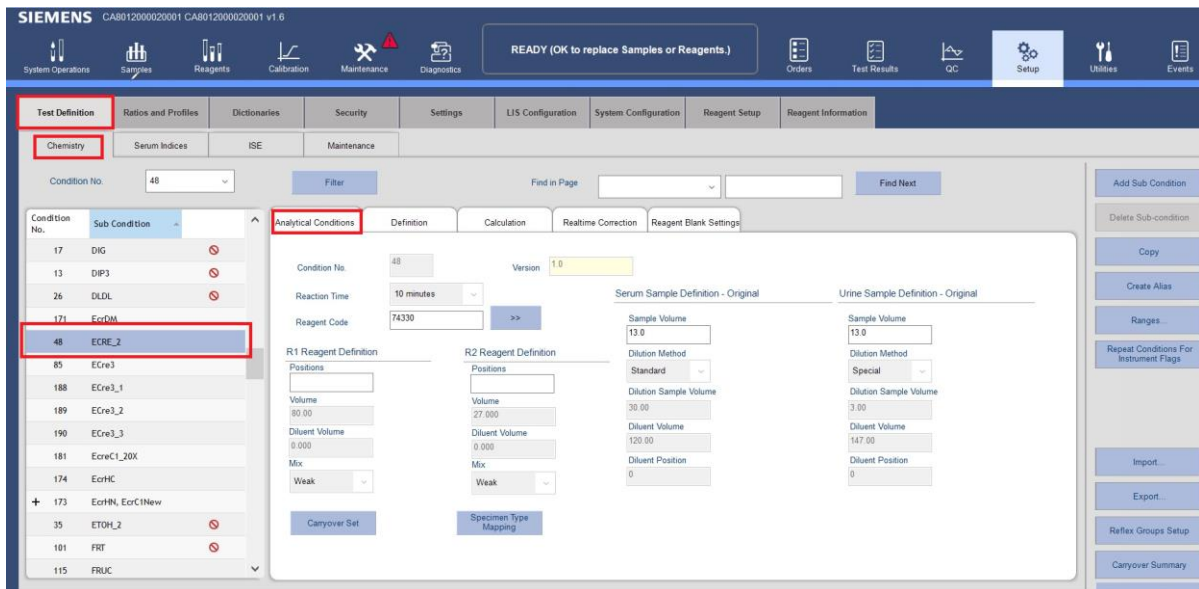 SIEMENS CA8012000020001 CA8012000020001 v1.6
System Operations
Samples
Reagents
Calibration
Maintenance
Diagnostics
READY (OK to replace Samples or Reagents.)
Orders
Test Results
QC
Setup
Utilities
Events
Test Definition
Ratios and Profiles
Dictionaries
Security
Settings
LIS Configuration
System Configuration
Reagent Setup
Reagent Information
Chemistry
Serum Indices
ISE
Maintenance
Condition No.
48
Filter
Find in Page
Find Next
Condition No.
Sub Condition
17 DIG
13 DIP3
26 DLDL
171 EcrDM
48 ECRE_2
85 ECre3
188 ECre3_1
189 ECre3_2
190 ECre3_3
181 EcreC1_20X
174 EcrHC
+ 173 EcrHN, EcrC1New
35 ETOH_2
101 FRT
115 FRUC
Analytical Conditions
Definition
Calculation
Realtime Correction
Reagent Blank Settings
Condition No. 48
Version 1.0
Reaction Time 10 minutes
Reagent Code 74330 >>
R1 Reagent Definition
Positions
Volume
80.00
Diluent Volume
0.000
Mix
Weak
Carryover Set
R2 Reagent Definition
Positions
Volume
27.000
Diluent Volume
0.000
Mix
Weak
Specimen Type
Mapping
Serum Sample Definition - Original
Sample Volume
13.0
Dilution Method
Standard
Dilution Sample Volume
30.00
Diluent Volume
120.00
Diluent Position
0
Urine Sample Definition - Original
Sample Volume
13.0
Dilution Method
Special
Dilution Sample Volume
3.00
Diluent Volume
147.00
Diluent Position
0
Add Sub Condition
Delete Sub-condition
Copy
Create Alias
Ranges...
Repeat Conditions For
Instrument Flags
Import...
Export...
Reflex Groups Setup
Carryover Summary